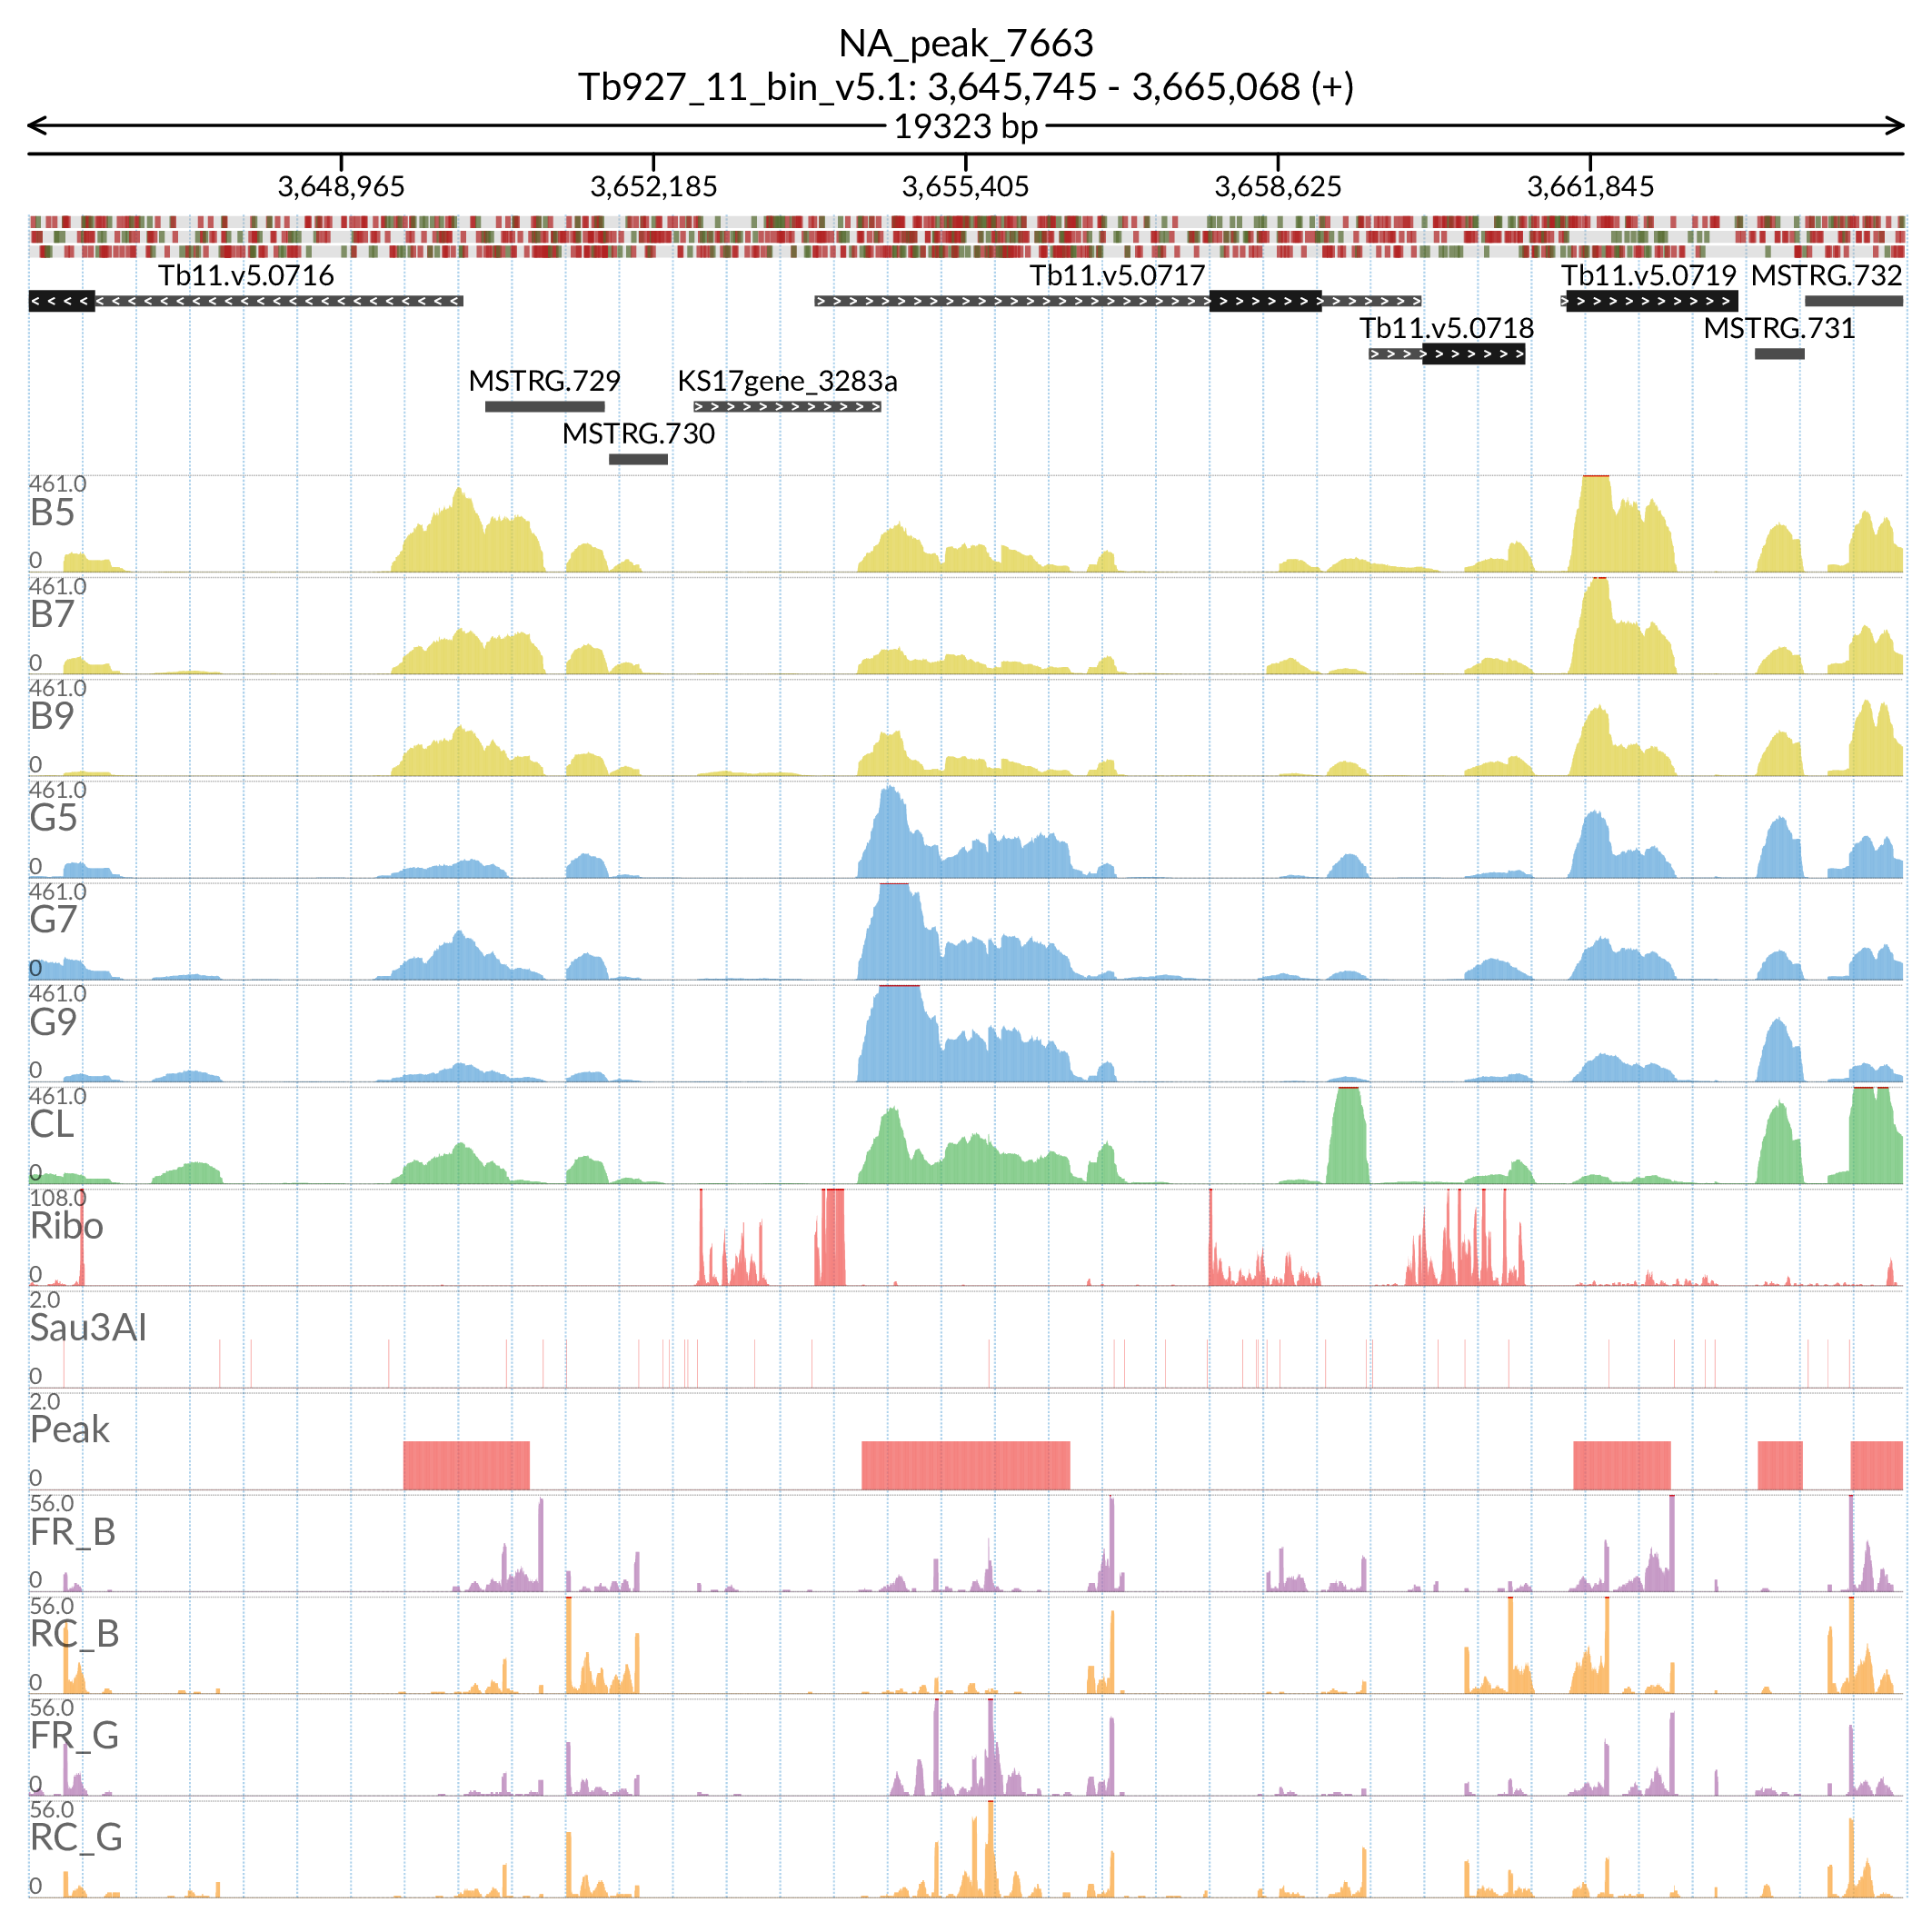 NA_peak_7663
Tb927_11_bin_v5.1: 3,645,745 - 3,665,068 (+)
19323 bp
3,648,965 3,652,185 3,655,405 3,658,625 3,661,845
Tb11.v5.0716 Tb11.v5.0717 Tb11.v5.0719 MSTRG.732
Tb11.v5.0718 MSTRG.731
MSTRG.729 KS17gene_3283a
MSTRG.730
461.0
B5
0
461.0
B7
0
461.0
B9
0
461.0
G5
0
461.0
G7
0
461.0
G9
0
461.0
CL
0
108.0
Ribo
0
2.0
Sau3AI
0
2.0
Peak
0
56.0
FR_B
0
56.0
RC_B
0
56.0
FR_G
0
56.0
RC_G
0